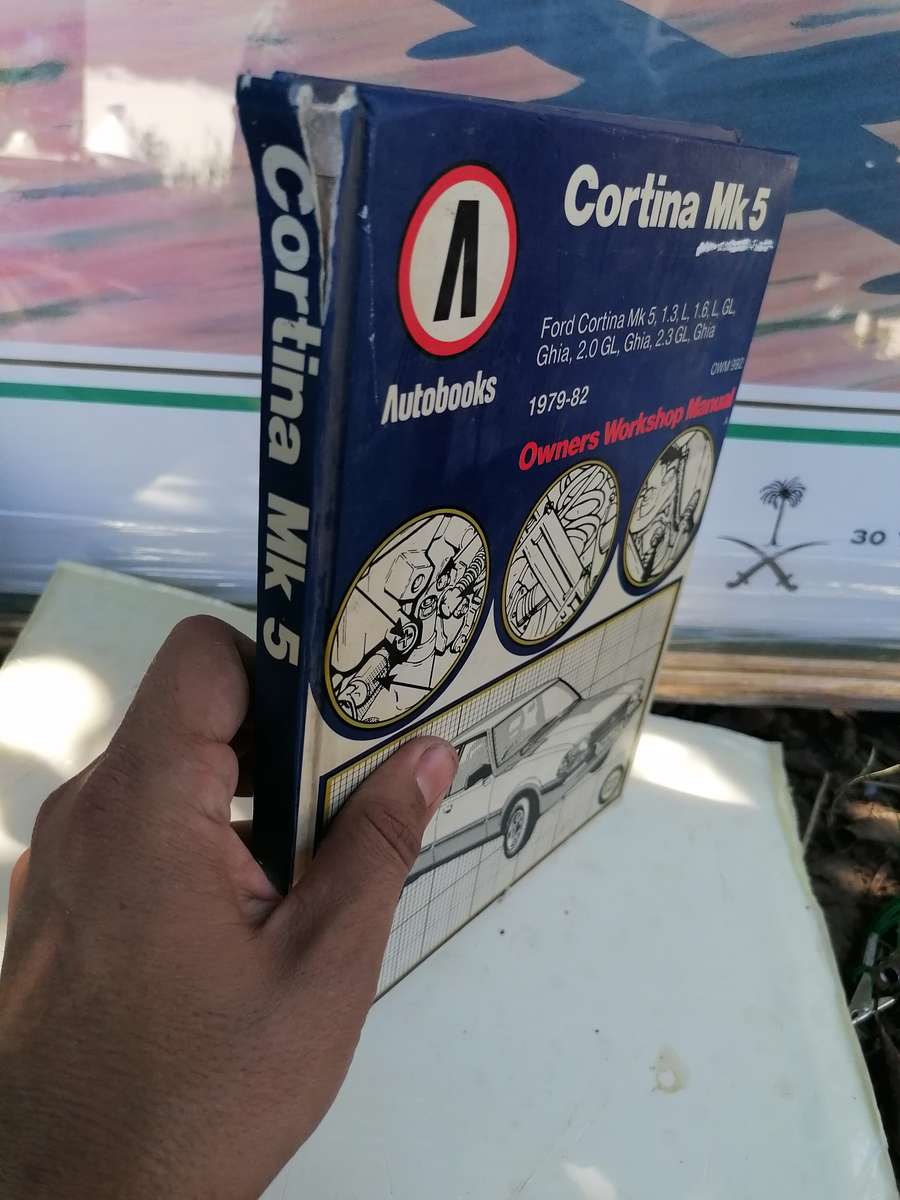 Cortina Mk 5
Cortina Mk 5
Autobooks
Ford Cortina Mk 5, 1.3, L, 1.6, L, GL,
Ghia, 2.0 GL, Ghia, 2.3 GL, Ghia
OWM 992
1979-82
Owners Workshop Manual
30